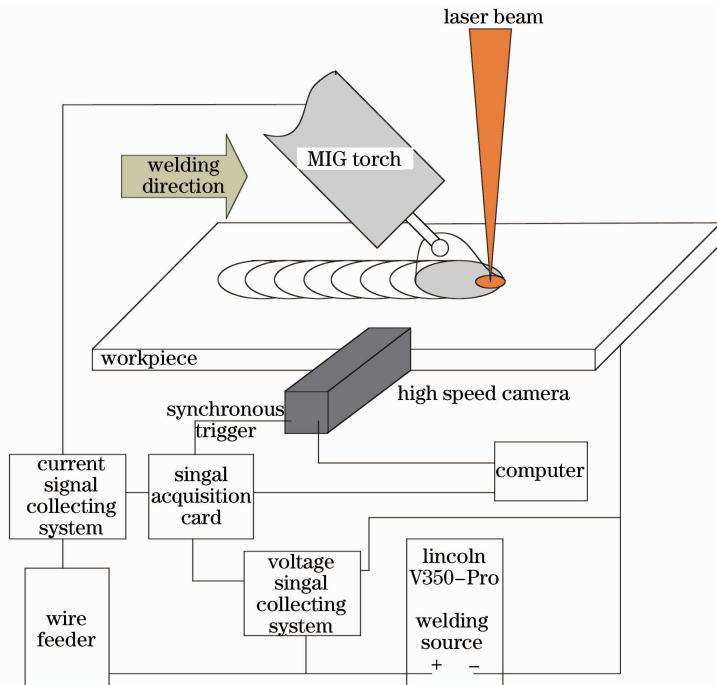 laser beam
MIG torch
welding
direction
workpiece
high speed camera
synchronous
trigger
current
signal
collecting
system
singal
acquisition
card
computer
voltage
singal
collecting
system
lincoln
V350-Pro
welding
source
+ −
wire
feeder